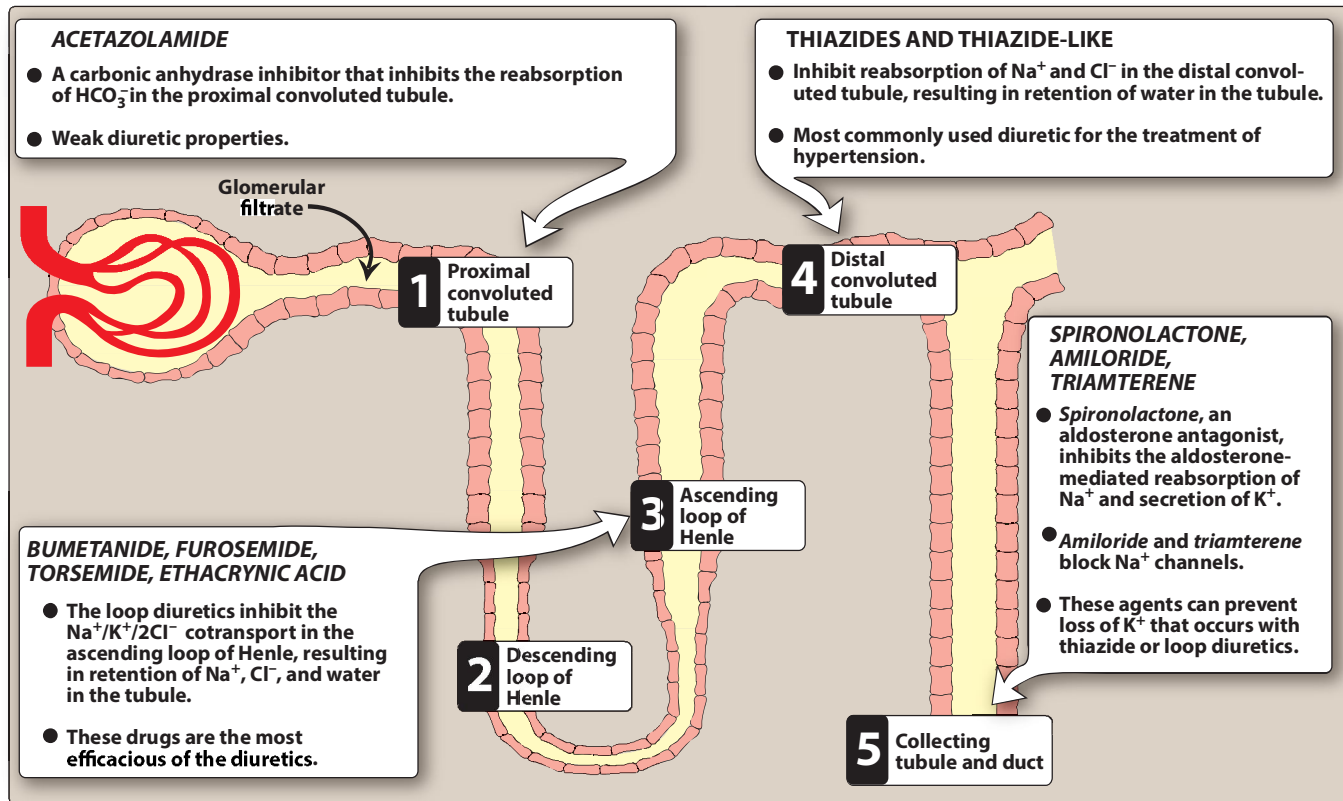 ACETAZOLAMIDE
● A carbonic anhydrase inhibitor that inhibits the reabsorption
of HCO₃⁻ in the proximal convoluted tubule.
● Weak diuretic properties.
THIAZIDES AND THIAZIDE-LIKE
● Inhibit reabsorption of Na⁺ and Cl⁻ in the distal convol-
uted tubule, resulting in retention of water in the tubule.
● Most commonly used diuretic for the treatment of
hypertension.
Glomerular
filtrate
1 Proximal
convoluted
tubule
4 Distal
convoluted
tubule
SPIRONOLACTONE,
AMILORIDE,
TRIAMTERENE
● Spironolactone, an
aldosterone antagonist,
inhibits the aldosterone-
mediated reabsorption of
Na⁺ and secretion of K⁺.
● Amiloride and triamterene
block Na⁺ channels.
● These agents can prevent
loss of K⁺ that occurs with
thiazide or loop diuretics.
3 Ascending
loop of
Henle
BUMETANIDE, FUROSEMIDE,
TORSEMIDE, ETHACRYNIC ACID
● The loop diuretics inhibit the
Na⁺/K⁺/2Cl⁻ cotransport in the
ascending loop of Henle, resulting
in retention of Na⁺, Cl⁻, and water
in the tubule.
● These drugs are the most
efficacious of the diuretics.
2 Descending
loop of
Henle
5 Collecting
tubule and duct